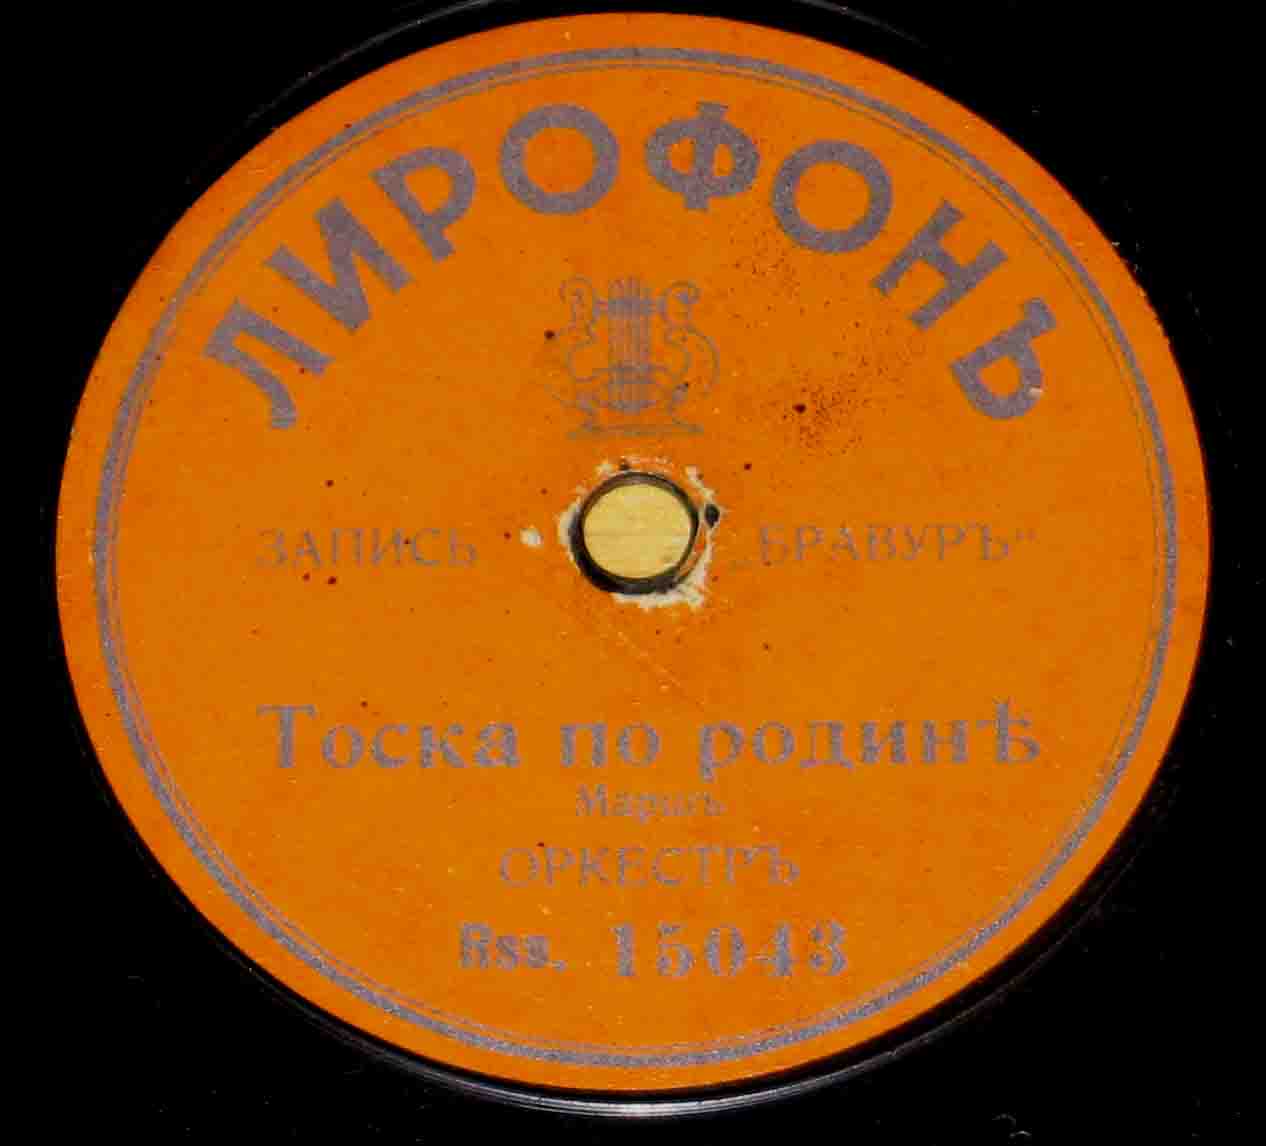 ЛИРОФОНЪ
ЗАПИСЬ „БРАВУРЪ“
Тоска по родинѣ
Маршъ
ОРКЕСТРЪ
Rss. 15043